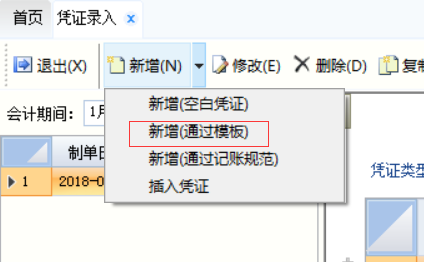 首页 凭证录入 x
退出(X) 新增(N) 修改(E) 删除(D) 复制
新增(空白凭证)
会计期间: 1月
新增(通过模板)
新增(通过记账规范)
制单日
凭证类型
1 2018-0
插入凭证